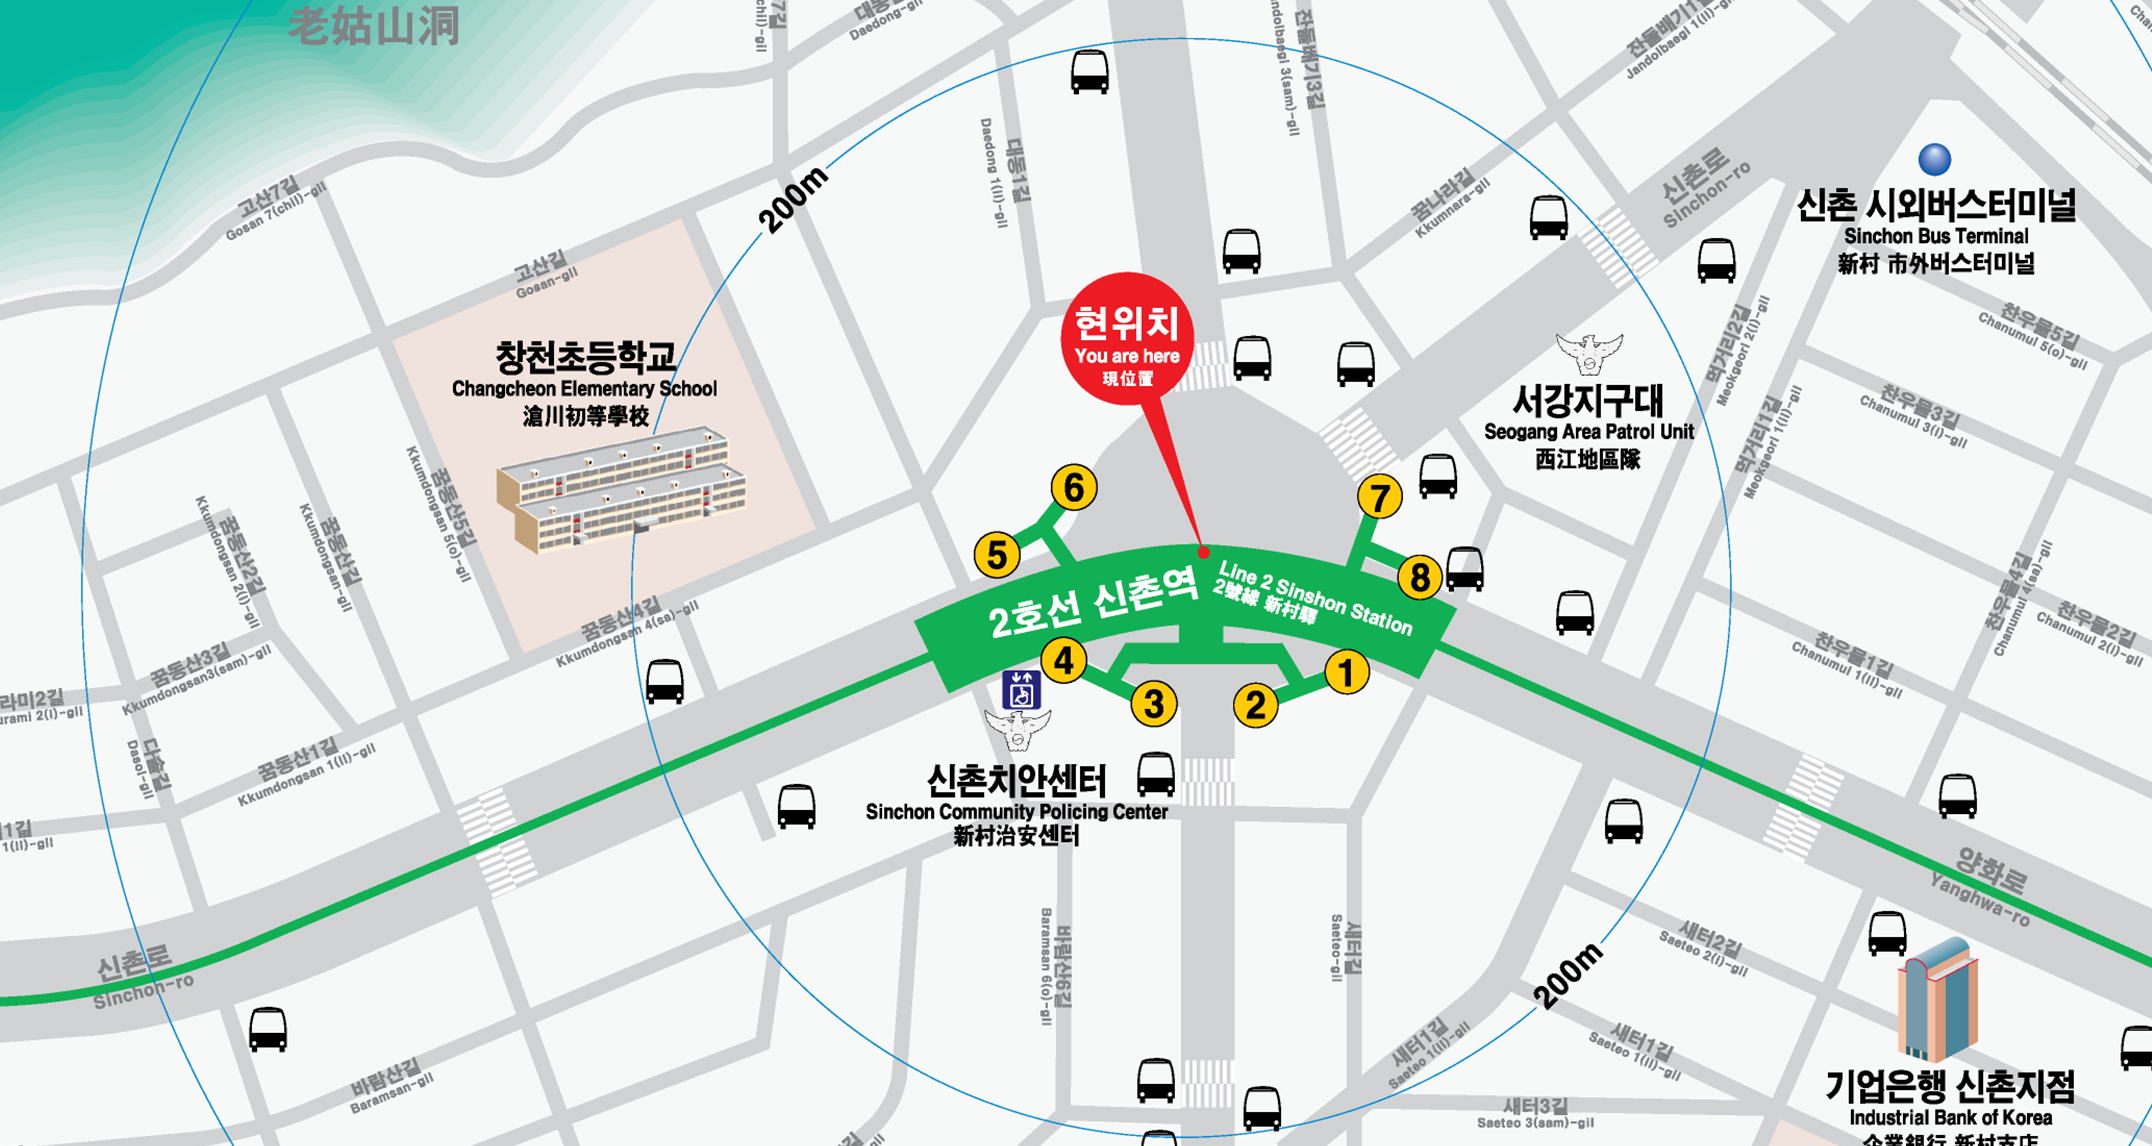 老姑山洞
7길
chil)-gil
Daedong-gil
잔돌배기3길
ndolbaegi 3(sam)-gil
Jandolbaegi 1(il)-gil
대동1길
Daedong 1(il)-gil
200m
고산7길
Gosan 7(chil)-gil
고산길
Gosan-gil
꿈나라길
Kkumnara-gil
신촌로
Sinchon-ro
신촌 시외버스터미널
Sinchon Bus Terminal
新村 市外버스터미널
현위치
You are here
現位置
창천초등학교
Changcheon Elementary School
滄川初等學校
서강지구대
Seogang Area Patrol Unit
西江地區隊
먹거리2길
Meokgeori 2(i)-gil
먹거리1길
Meokgeori 1(il)-gil
찬우물5길
Chanumul 5(o)-gil
찬우물3길
Chanumul 3(i)-gil
꿈동산5길
Kkumdongsan 5(o)-gil
꿈동산2길
Kkumdongsan 2(i)-gil
꿈동산길
Kkumdongsan-gil
6
5
7
8
2호선 신촌역
Line 2 Sinshon Station
2號線 新村驛
꿈동산4길
Kkumdongsan 4(sa)-gil
꿈동산3길
Kkumdongsan3(sam)-gil
찬우물4길
Chanumul 4(sa)-gil
찬우물2길
Chanumul 2(i)-gil
찬우물1길
Chanumul 1(il)-gil
4
3
2
1
라미2길
urami 2(i)-gil
다솔길
Dasol-gil
꿈동산1길
Kkumdongsan 1(il)-gil
1길
1(il)-gil
신촌치안센터
Sinchon Community Policing Center
新村治安센터
양화로
Yanghwa-ro
신촌로
Sinchon-ro
바람산6길
Baramsan 6(o)-gil
새터길
Saeteo-gil
새터2길
Saeteo 2(i)-gil
200m
새터1길
Saeteo 1(il)-gil
새터1길
Saeteo 1(il)-gil
바람산길
Baramsan-gil
새터3길
Saeteo 3(sam)-gil
기업은행 신촌지점
Industrial Bank of Korea
企業銀行 新村支店